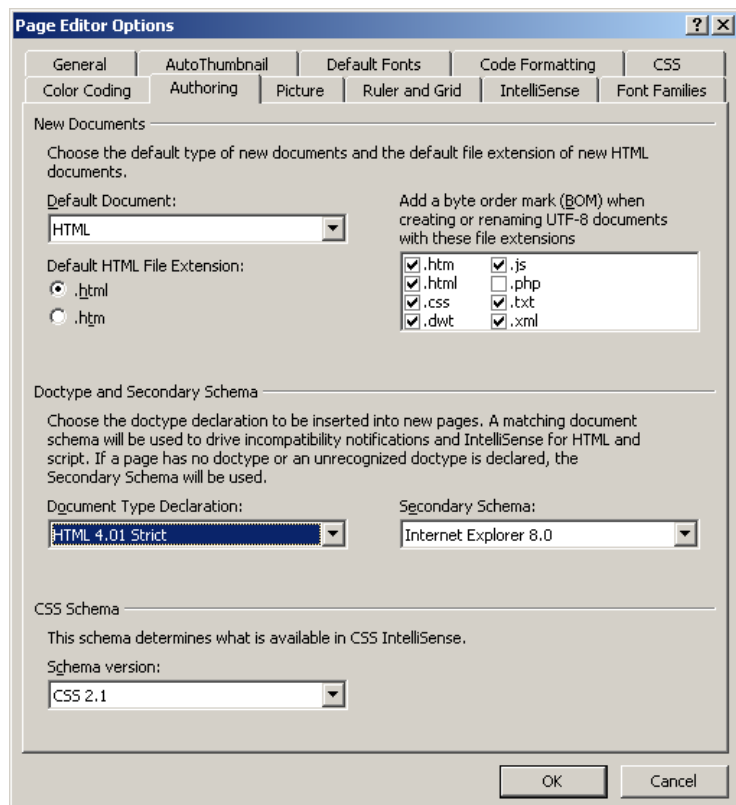 Page Editor Options
General AutoThumbnail Default Fonts Code Formatting CSS
Color Coding Authoring Picture Ruler and Grid IntelliSense Font Families
New Documents
Choose the default type of new documents and the default file extension of new HTML
documents.
Default Document:
HTML
Default HTML File Extension:
.html
.htm
Add a byte order mark (BOM) when
creating or renaming UTF-8 documents
with these file extensions
.htm .js
.html .php
.css .txt
.dwt .xml
Doctype and Secondary Schema
Choose the doctype declaration to be inserted into new pages. A matching document
schema will be used to drive incompatibility notifications and IntelliSense for HTML and
script. If a page has no doctype or an unrecognized doctype is declared, the
Secondary Schema will be used.
Document Type Declaration:
HTML 4.01 Strict
Secondary Schema:
Internet Explorer 8.0
CSS Schema
This schema determines what is available in CSS IntelliSense.
Schema version:
CSS 2.1
OK Cancel